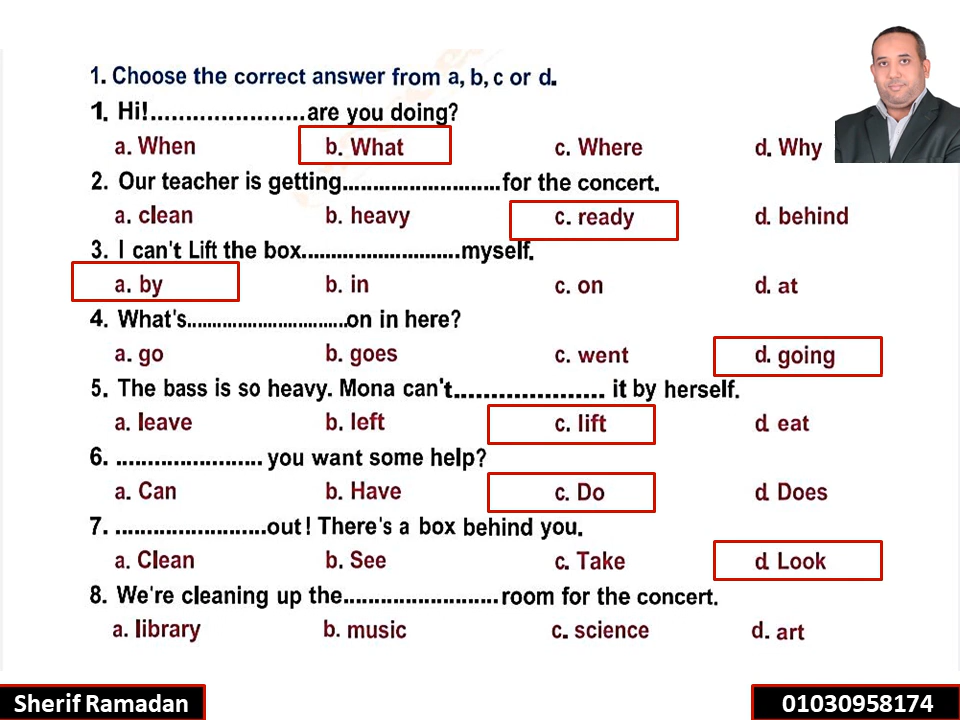 1. Choose the correct answer from a, b, c or d.
1. Hi!......................are you doing?
a. When b. What c. Where d. Why
2. Our teacher is getting..........................for the concert.
a. clean b. heavy c. ready d. behind
3. I can't Lift the box..........................myself.
a. by b. in c. on d. at
4. What's..............................on in here?
a. go b. goes c. went d. going
5. The bass is so heavy. Mona can't..................... it by herself.
a. leave b. left c. lift d. eat
6. ....................... you want some help?
a. Can b. Have c. Do d. Does
7. ........................out! There's a box behind you.
a. Clean b. See c. Take d. Look
8. We're cleaning up the..........................room for the concert.
a. library b. music c. science d. art
Sherif Ramadan 01030958174